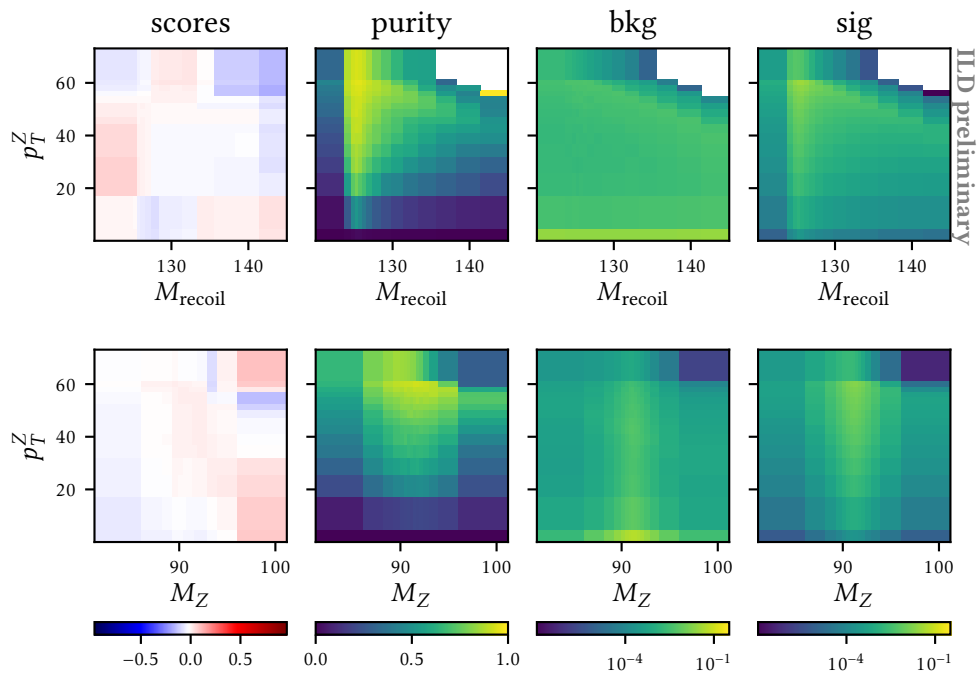 scores purity bkg sig
60
40
20
p_T^Z
130 140 130 140 130 140 130 140
M_recoil M_recoil M_recoil M_recoil
ILD preliminary
60
40
20
p_T^Z
90 100 90 100 90 100 90 100
M_Z M_Z M_Z M_Z
−0.5 0.0 0.5 0.0 0.5 1.0 10⁻⁴ 10⁻¹ 10⁻⁴ 10⁻¹